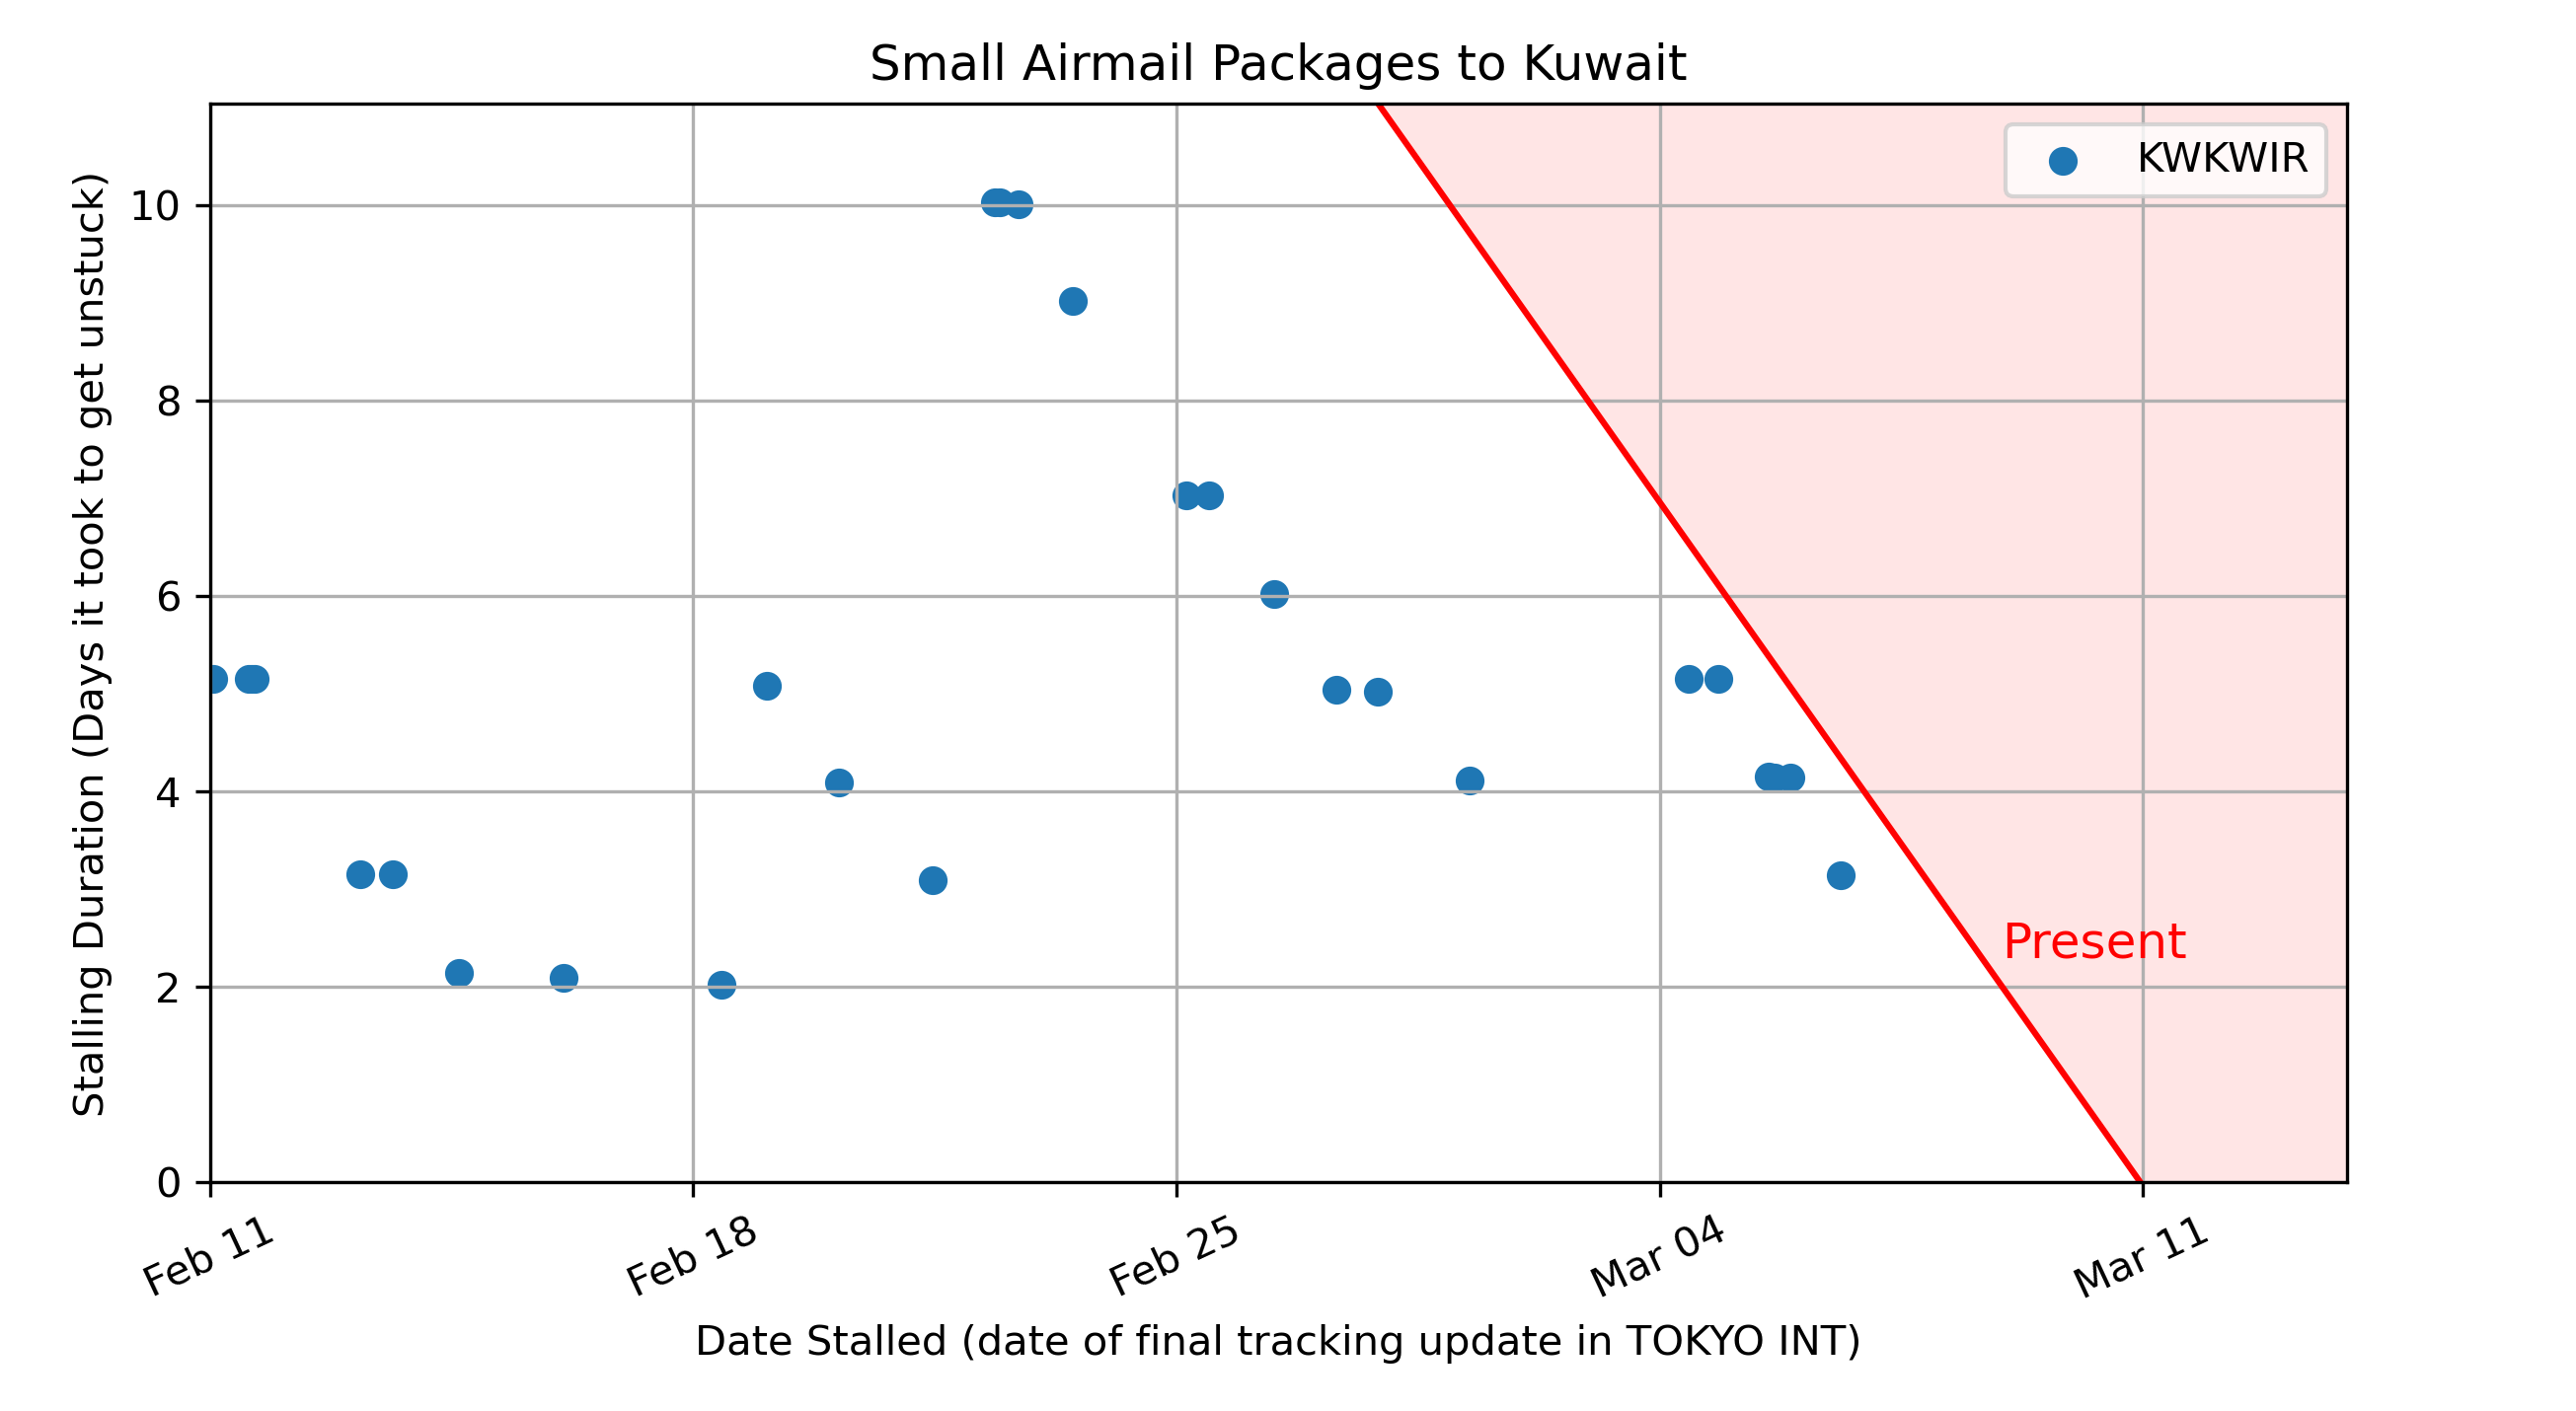 Small Airmail Packages to Kuwait
KWKWIR
Stalling Duration (Days it took to get unstuck)
10
8
6
4
2
0
Present
Feb 11
Feb 18
Feb 25
Mar 04
Mar 11
Date Stalled (date of final tracking update in TOKYO INT)